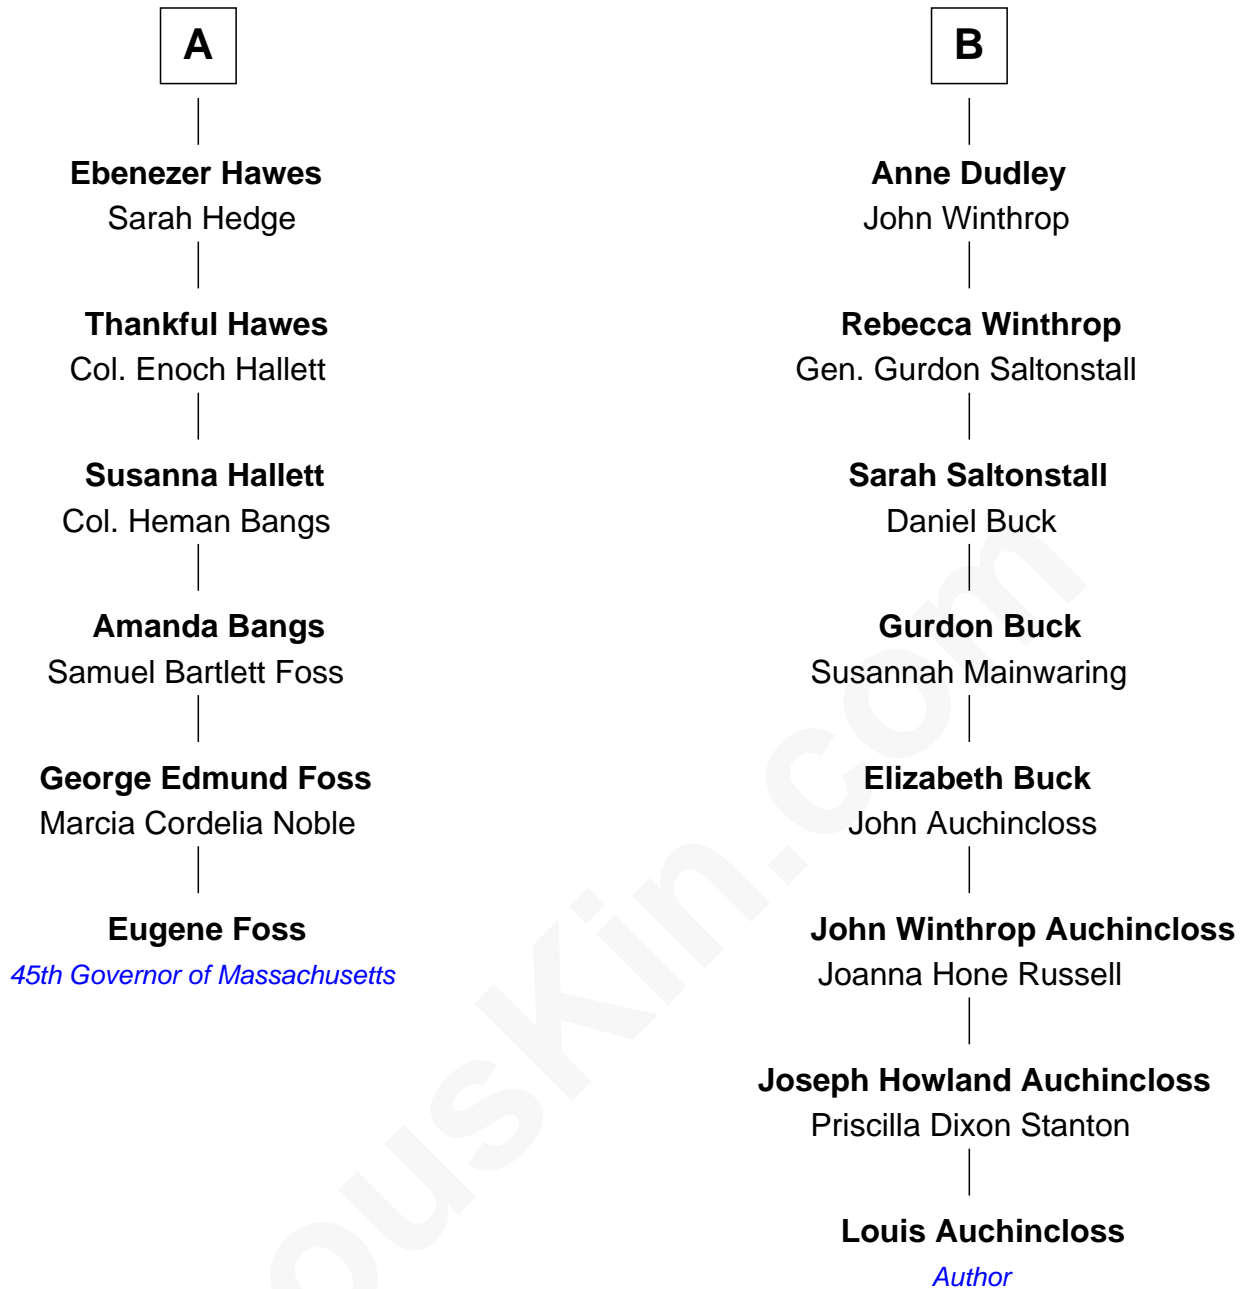 A
Ebenezer Hawes
Sarah Hedge
Thankful Hawes
Col. Enoch Hallett
Susanna Hallett
Col. Heman Bangs
Amanda Bangs
Samuel Bartlett Foss
George Edmund Foss
Marcia Cordelia Noble
Eugene Foss
45th Governor of Massachusetts
B
Anne Dudley
John Winthrop
Rebecca Winthrop
Gen. Gurdon Saltonstall
Sarah Saltonstall
Daniel Buck
Gurdon Buck
Susannah Mainwaring
Elizabeth Buck
John Auchincloss
John Winthrop Auchincloss
Joanna Hone Russell
Joseph Howland Auchincloss
Priscilla Dixon Stanton
Louis Auchincloss
Author
ousKin.com